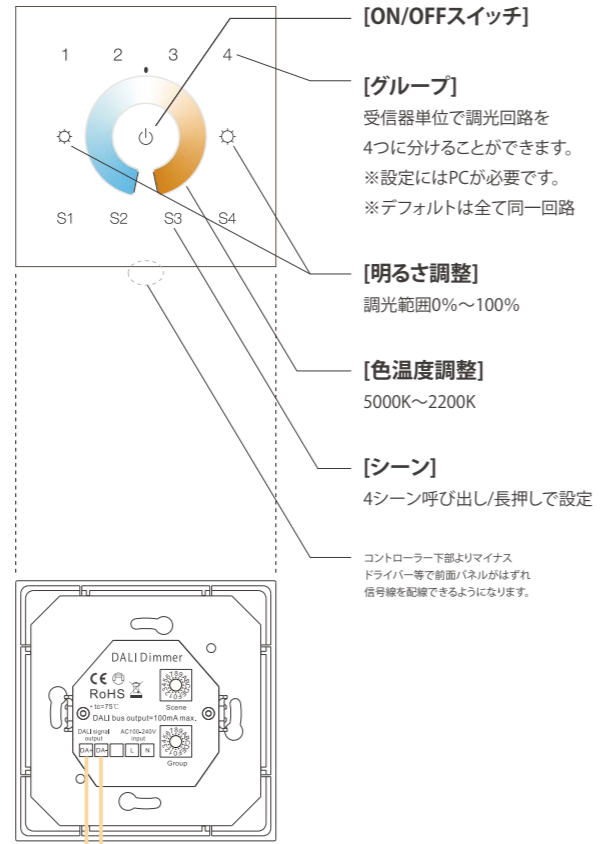 [ON/OFFスイッチ]
1 2 3 4
[グループ]
受信器単位で調光回路を
4つに分けることができます。
※設定にはPCが必要です。
※デフォルトは全て同一回路
S1 S2 S3 S4
[明るさ調整]
調光範囲0%～100%
[色温度調整]
5000K～2200K
[シーン]
4シーン呼び出し/長押しで設定
コントローラー下部よりマイナス
ドライバー等で前面パネルがはずれ
信号線を配線できるようになります。
DALI Dimmer
CE
RoHS
• tc=75℃
Scene
DALI bus output=100mA max.
DALI signal
output
AC100-240V
input
DA+ DA- L N
Group